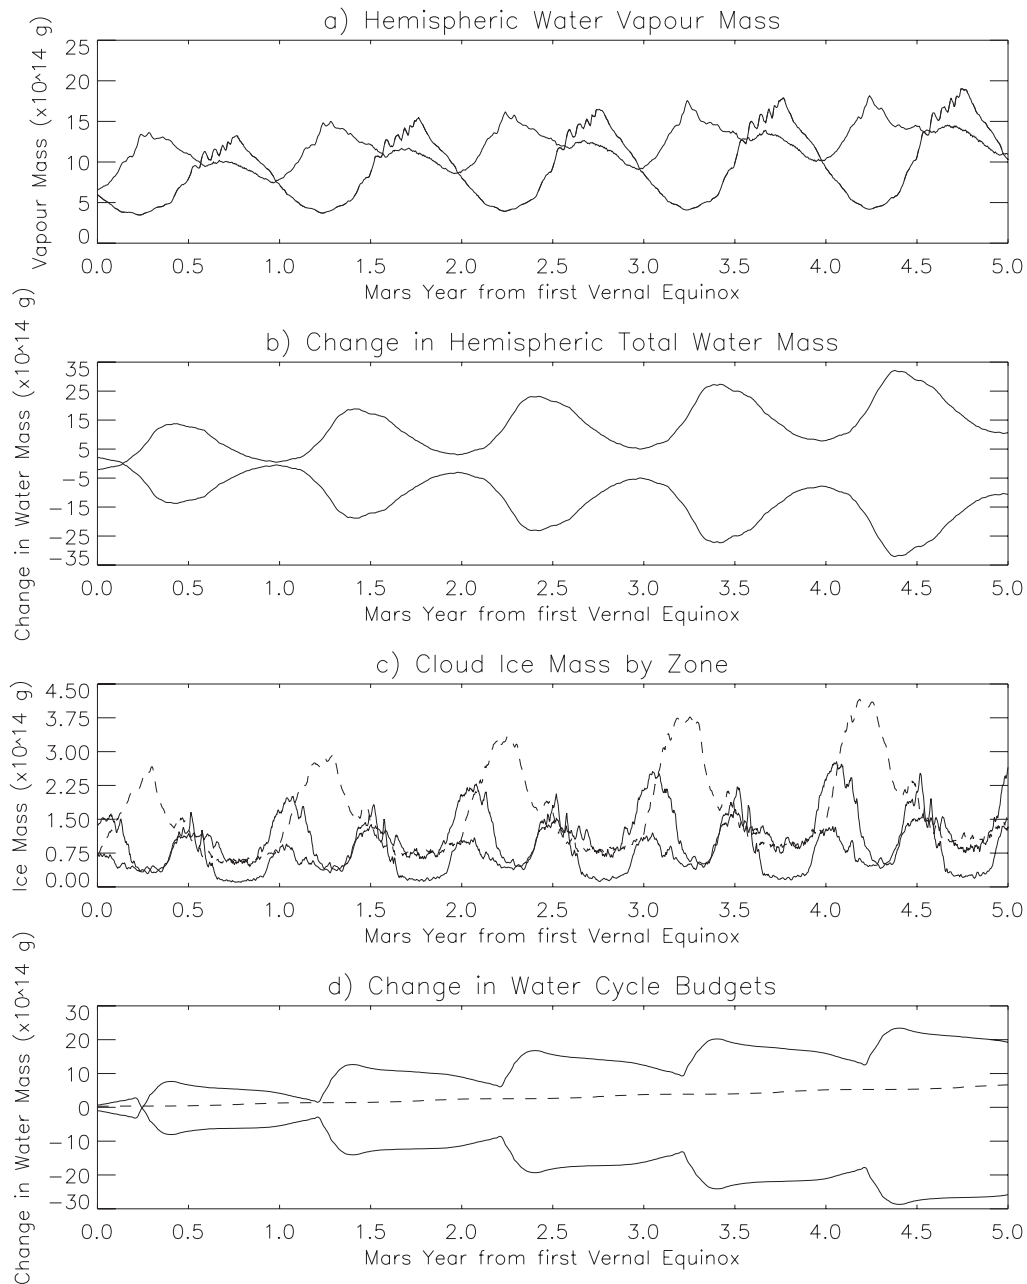 a) Hemispheric Water Vapour Mass
Vapour Mass (x10^14 g)
25
20
15
10
5
0
0.0 0.5 1.0 1.5 2.0 2.5 3.0 3.5 4.0 4.5 5.0
Mars Year from first Vernal Equinox
b) Change in Hemispheric Total Water Mass
Change in Water Mass (x10^14 g)
35
25
15
5
−5
−15
−25
−35
0.0 0.5 1.0 1.5 2.0 2.5 3.0 3.5 4.0 4.5 5.0
Mars Year from first Vernal Equinox
c) Cloud Ice Mass by Zone
Ice Mass (x10^14 g)
4.50
3.75
3.00
2.25
1.50
0.75
0.00
0.0 0.5 1.0 1.5 2.0 2.5 3.0 3.5 4.0 4.5 5.0
Mars Year from first Vernal Equinox
d) Change in Water Cycle Budgets
Change in Water Mass (x10^14 g)
30
20
10
0
−10
−20
−30
0.0 0.5 1.0 1.5 2.0 2.5 3.0 3.5 4.0 4.5 5.0
Mars Year from first Vernal Equinox